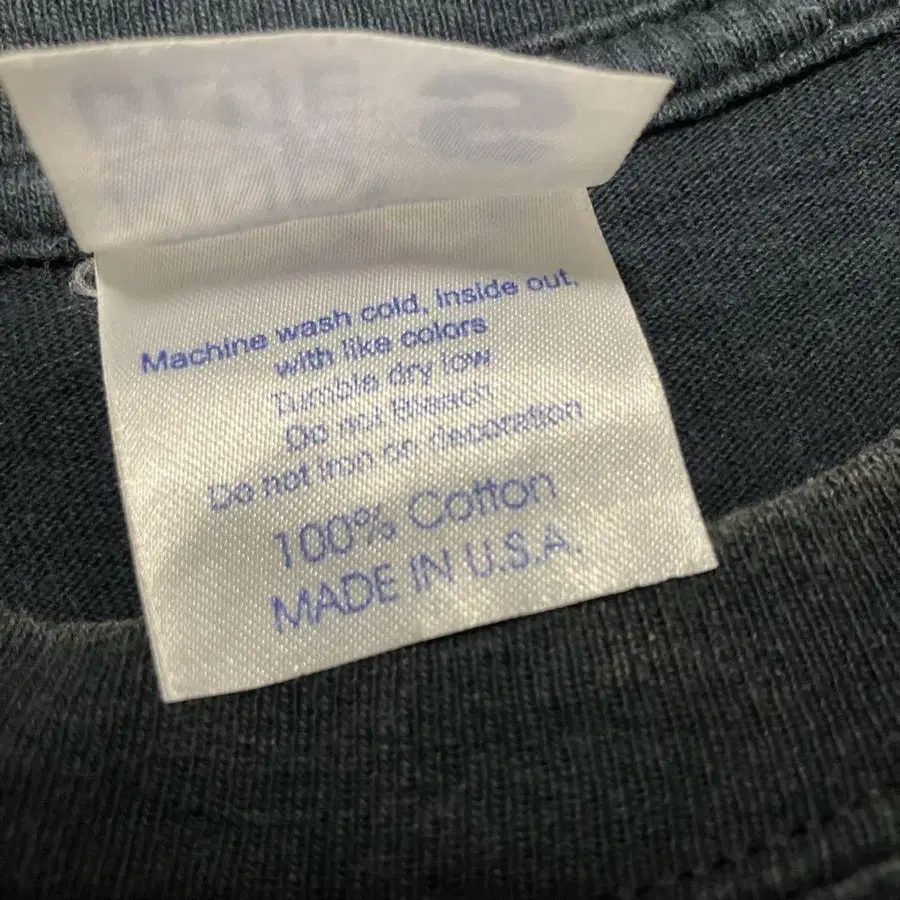 Machine wash cold, inside out,
with like colors
Tumble dry low
Do not Bleach
Do not iron on decoration
100% Cotton
MADE IN U.S.A.